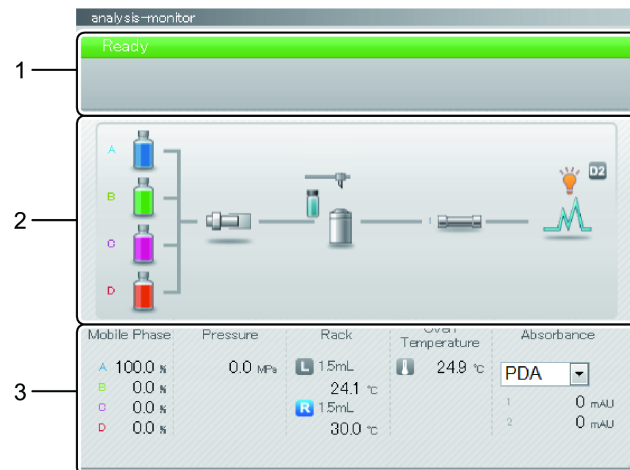 analysis-monitor
Ready
1
A
B
C
D
2
1
D2
3
Mobile Phase Pressure Rack Oven Temperature Absorbance
A 100.0 % 0.0 MPa L 1.5mL 24.9 °C PDA
B 0.0 % 24.1 °C
C 0.0 % R 1.5mL 1 0 mAU
D 0.0 % 30.0 °C 2 0 mAU